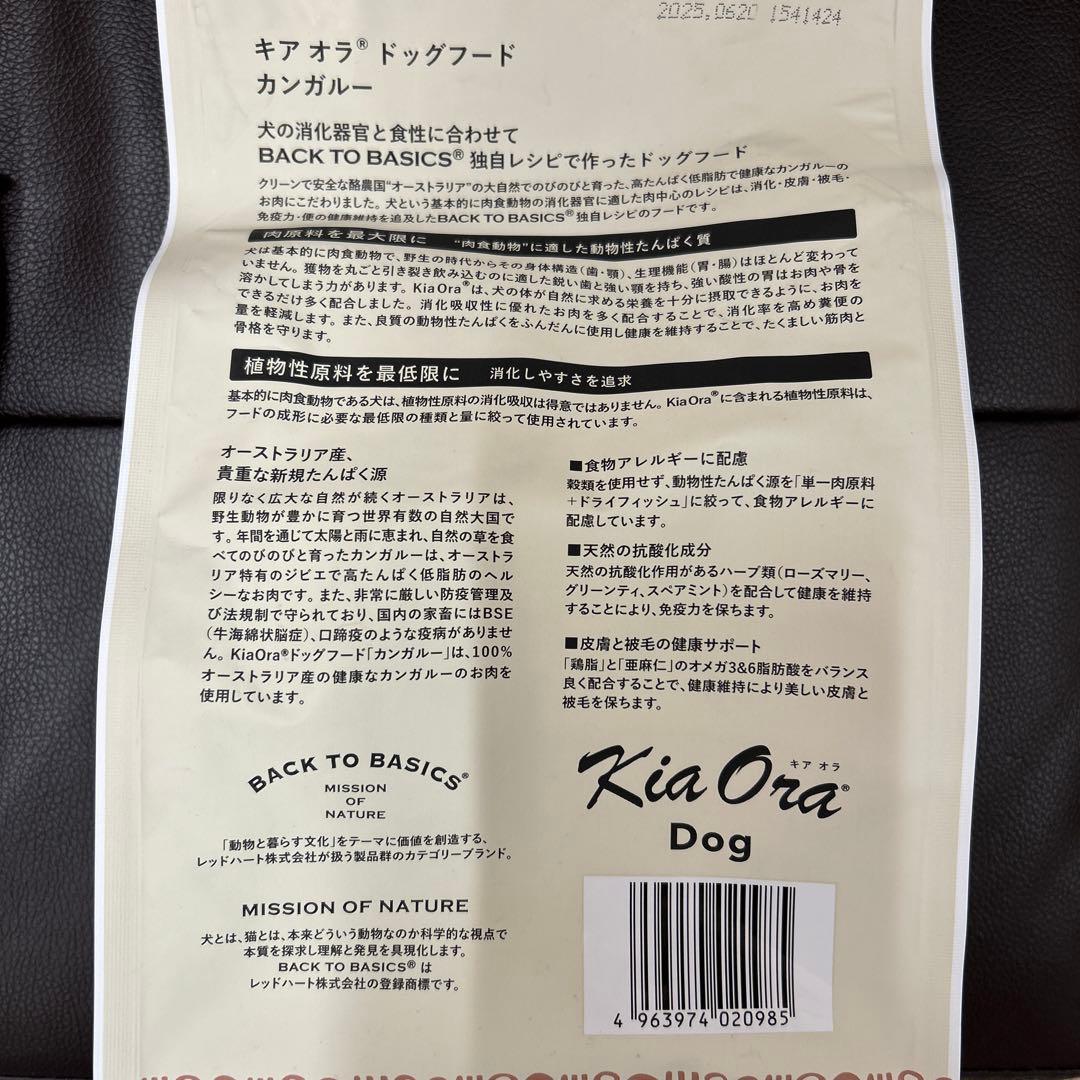 2025.0620 1541424
キア オラ® ドッグフード
カンガルー
犬の消化器官と食性に合わせて
BACK TO BASICS® 独自レシピで作ったドッグフード
クリーンで安全な酪農国“オーストラリア”の大自然でのびのびと育った、高たんぱく低脂肪で健康なカンガルーの
お肉にこだわりました。犬という基本的に肉食動物の消化器官に適した肉中心のレシピは、消化・皮膚・被毛・
免疫力・便の健康維持を追及したBACK TO BASICS®独自レシピのフードです。
肉原料を最大限に “肉食動物”に適した動物性たんぱく質
犬は基本的に肉食動物で、野生の時代からその身体構造（歯・顎）、生理機能（胃・腸）はほとんど変わって
いません。獲物を丸ごと引き裂き飲み込むのに適した鋭い歯と強い顎を持ち、強い酸性の胃はお肉や骨を
溶かしてしまう力があります。KiaOra®は、犬の体が自然に求める栄養を十分に摂取できるように、お肉を
できるだけ多く配合しました。消化吸収性に優れたお肉を多く配合することで、消化率を高め糞便の
量を軽減します。また、良質の動物性たんぱくをふんだんに使用し健康を維持することで、たくましい筋肉と
骨格を守ります。
植物性原料を最低限に 消化しやすさを追求
基本的に肉食動物である犬は、植物性原料の消化吸収は得意ではありません。KiaOra®に含まれる植物性原料は、
フードの成形に必要な最低限の種類と量に絞って使用されています。
オーストラリア産、
貴重な新規たんぱく源
限りなく広大な自然が続くオーストラリアは、
野生動物が豊かに育つ世界有数の自然大国で
す。年間を通じて太陽と雨に恵まれ、自然の草を食
べてのびのびと育ったカンガルーは、オーストラ
リア特有のジビエで高たんぱく低脂肪のヘル
シーなお肉です。また、非常に厳しい防疫管理及
び法規制で守られており、国内の家畜にはBSE
（牛海綿状脳症）、口蹄疫のような疫病がありませ
ん。KiaOra®ドッグフード「カンガルー」は、100%
オーストラリア産の健康なカンガルーのお肉を
使用しています。
■食物アレルギーに配慮
穀類を使用せず、動物性たんぱく源を「単一肉原料
＋ドライフィッシュ」に絞って、食物アレルギーに
配慮しています。
■天然の抗酸化成分
天然の抗酸化作用があるハーブ類（ローズマリー、
グリーンティ、スペアミント）を配合して健康を維持
することにより、免疫力を保ちます。
■皮膚と被毛の健康サポート
「鶏脂」と「亜麻仁」のオメガ3&6脂肪酸をバランス
良く配合することで、健康維持により美しい皮膚と
被毛を保ちます。
BACK TO BASICS®
MISSION
OF
NATURE
「動物と暮らす文化」をテーマに価値を創造する、
レッドハート株式会社が扱う製品群のカテゴリーブランド。
MISSION OF NATURE
犬とは、猫とは、本来どういう動物なのか科学的な視点で
本質を探求し理解と発見を具現化します。
BACK TO BASICS® は
レッドハート株式会社の登録商標です。
キア オラ
Kia Ora®
Dog
4 963974 020985